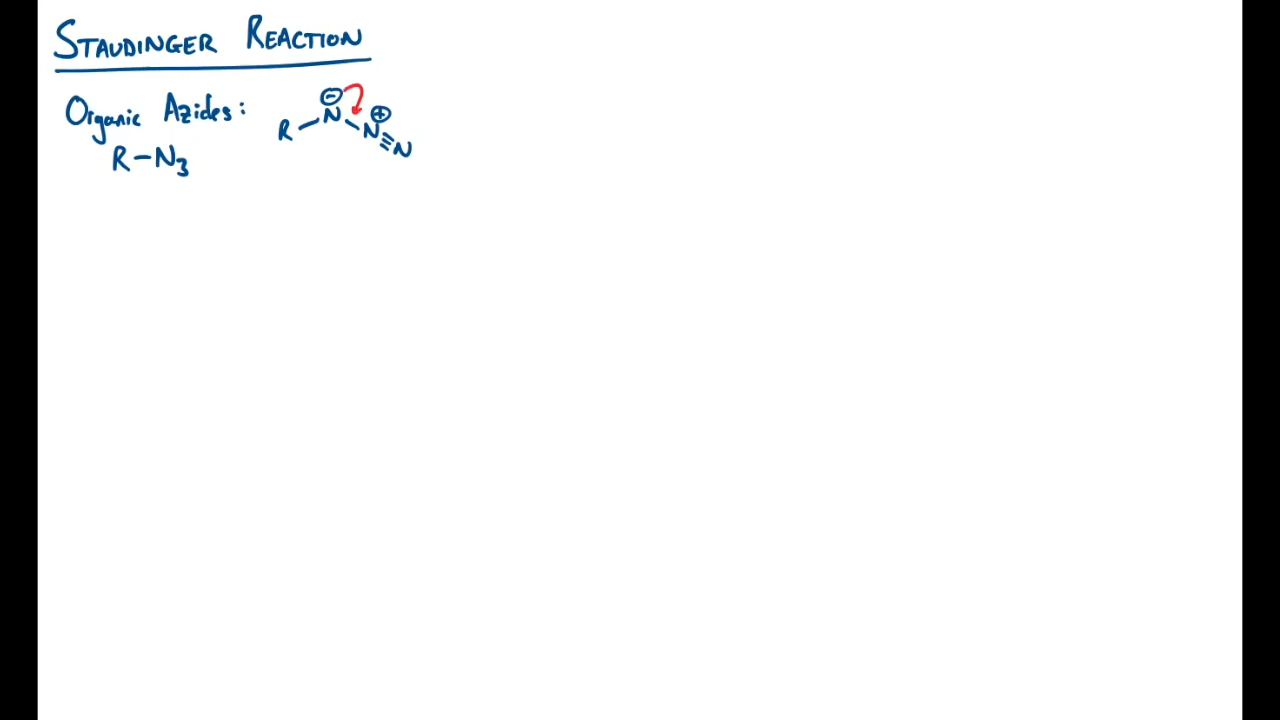 STAUDINGER REACTION
Organic Azides:
R-N₃
R N⊖ N⊕ N